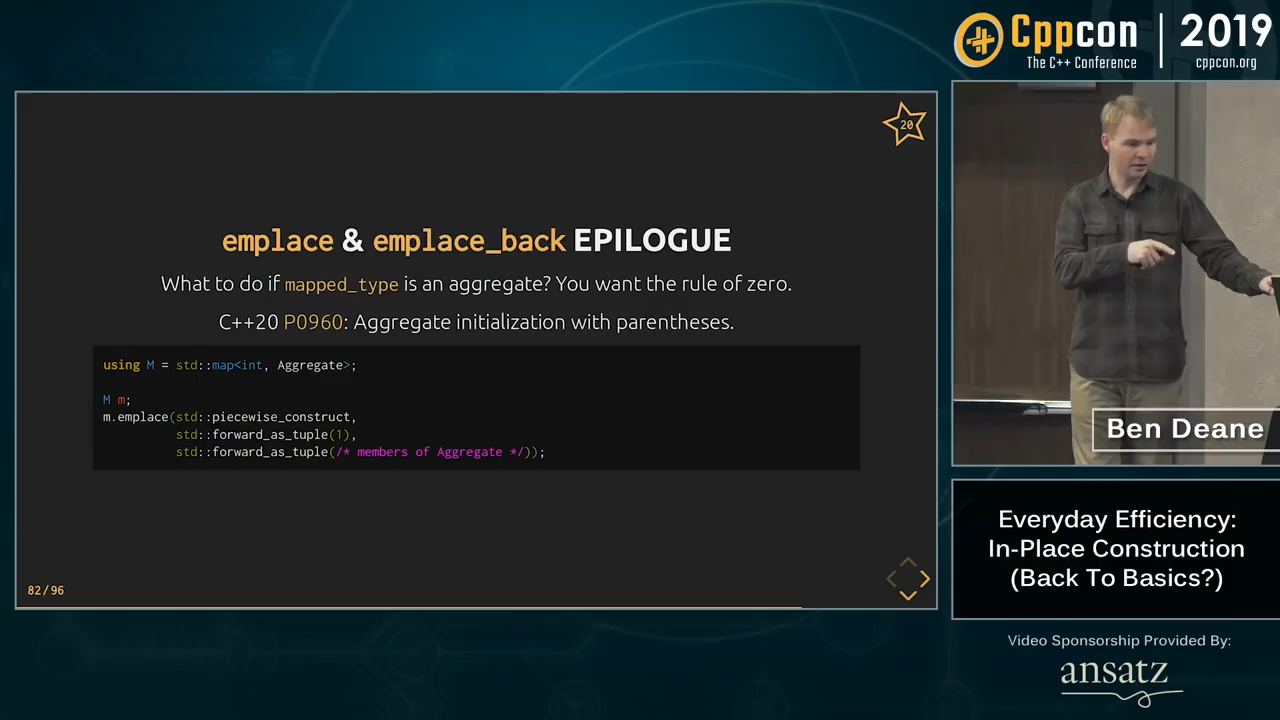 Cppcon
The C++ Conference
2019
cppcon.org
20
emplace & emplace_back EPILOGUE
What to do if mapped_type is an aggregate? You want the rule of zero.
C++20 P0960: Aggregate initialization with parentheses.
using M = std::map<int, Aggregate>;
M m;
m.emplace(std::piecewise_construct,
std::forward_as_tuple(1),
std::forward_as_tuple(/* members of Aggregate */));
82/96
Ben Deane
Everyday Efficiency:
In-Place Construction
(Back To Basics?)
Video Sponsorship Provided By:
ansatz